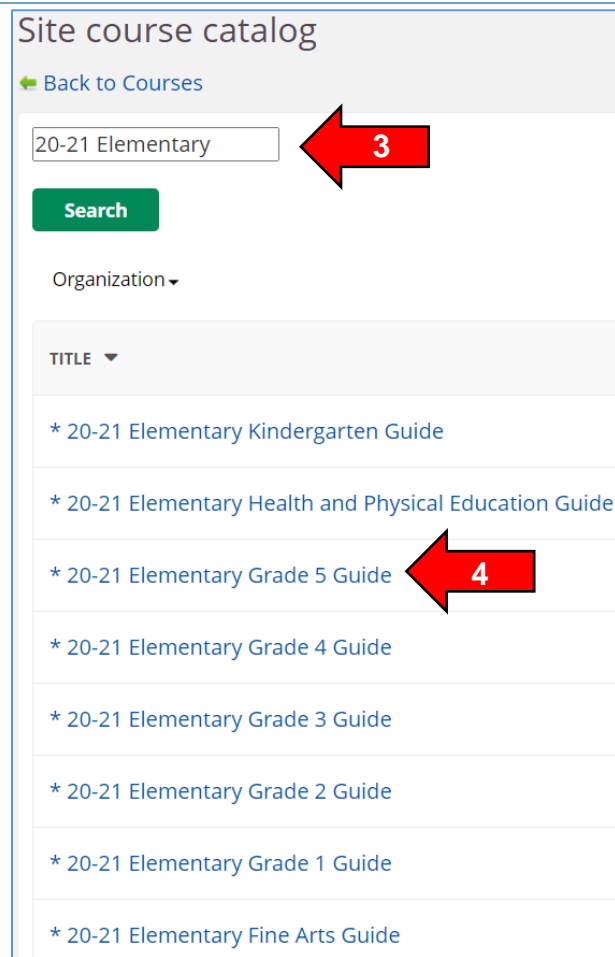 Site course catalog
Back to Courses
20-21 Elementary
3
Search
Organization
TITLE
* 20-21 Elementary Kindergarten Guide
* 20-21 Elementary Health and Physical Education Guide
* 20-21 Elementary Grade 5 Guide
4
* 20-21 Elementary Grade 4 Guide
* 20-21 Elementary Grade 3 Guide
* 20-21 Elementary Grade 2 Guide
* 20-21 Elementary Grade 1 Guide
* 20-21 Elementary Fine Arts Guide